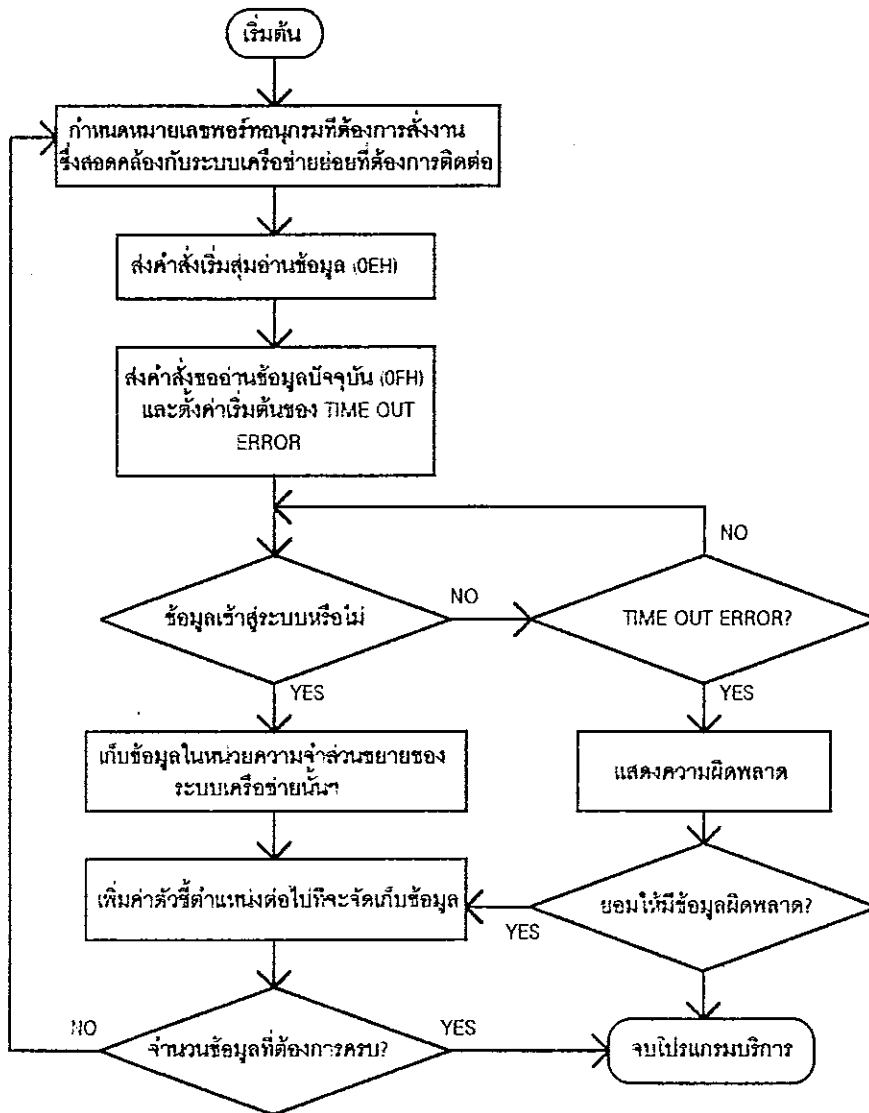 เริ่มต้น
กำหนดหมายเลขพอร์ทอนุกรมที่ต้องการสั่งงาน
ซึ่งสอดคล้องกับระบบเครือข่ายย่อยที่ต้องการติดต่อ
ส่งคำสั่งเริ่มสุ่มอ่านข้อมูล (0EH)
ส่งคำสั่งขออ่านข้อมูลปัจจุบัน (0FH)
และตั้งค่าเริ่มต้นของ TIME OUT
ERROR
NO
ข้อมูลเข้าสู่ระบบหรือไม่
NO
TIME OUT ERROR?
YES
YES
เก็บข้อมูลในหน่วยความจำส่วนขยายของ
ระบบเครือข่ายนั้นๆ
แสดงความผิดพลาด
เพิ่มค่าตัวชี้ตำแหน่งต่อไปที่จะจัดเก็บข้อมูล
ยอมให้มีข้อมูลผิดพลาด?
YES
NO
จำนวนข้อมูลที่ต้องการครบ?
YES
จบโปรแกรมบริการ